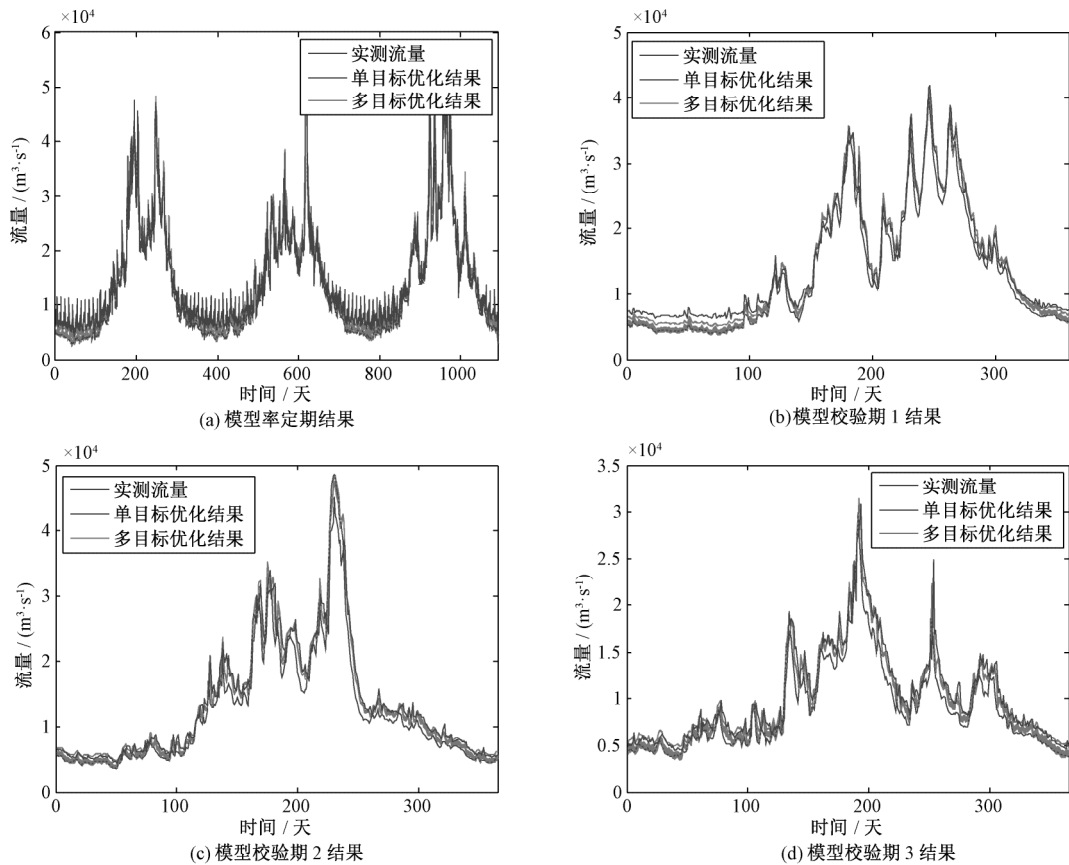 ×10⁴
6
5
4
3
2
1
0
流量 / (m³·s⁻¹)
实测流量
单目标优化结果
多目标优化结果
0 200 400 600 800 1000
时间 / 天
(a) 模型率定期结果
×10⁴
5
4
3
2
1
0
流量 / (m³·s⁻¹)
实测流量
单目标优化结果
多目标优化结果
0 100 200 300
时间 / 天
(b) 模型校验期 1 结果
×10⁴
5
4
3
2
1
0
流量 / (m³·s⁻¹)
实测流量
单目标优化结果
多目标优化结果
0 100 200 300
时间 / 天
(c) 模型校验期 2 结果
×10⁴
3.5
3.0
2.5
2.0
1.5
1.0
0.5
0
流量 / (m³·s⁻¹)
实测流量
单目标优化结果
多目标优化结果
0 100 200 300
时间 / 天
(d) 模型校验期 3 结果